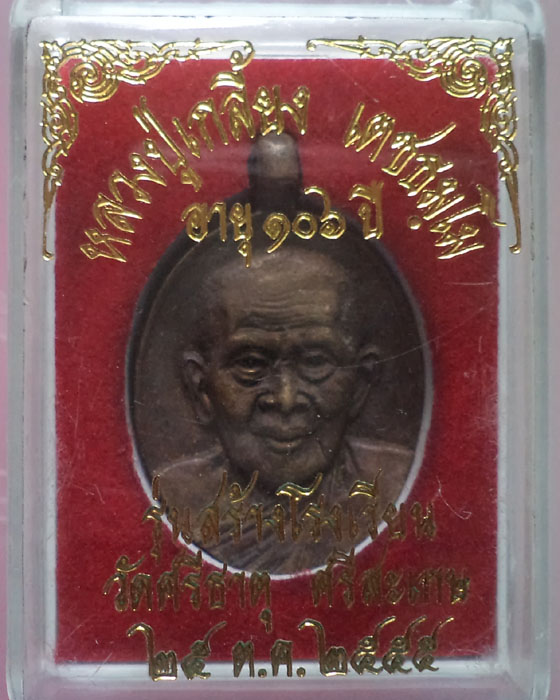 หลวงปู่เกลี้ยง เตชธมฺโม
อายุ ๑๐๖ ปี
รุ่นสร้างโรงเรียน
วัดศรีธาตุ ศรีสะเกษ
๒๕ ต.ค. ๒๕๕๕